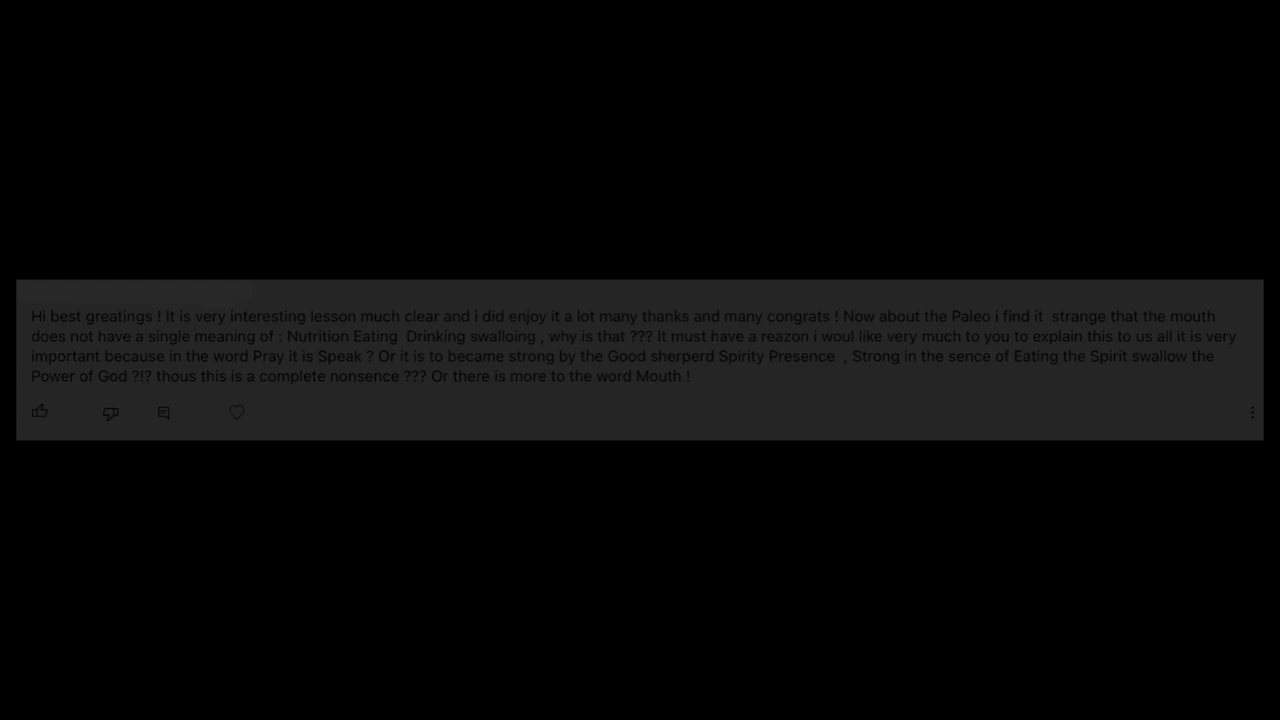 Hi best greatings ! It is very interesting lesson much clear and i did enjoy it a lot many thanks and many congrats ! Now about the Paleo i find it  strange that the mouth
does not have a single meaning of : Nutrition Eating  Drinking swalloing , why is that ??? It must have a reazon i woul like very much to you to explain this to us all it is very
important because in the word Pray it is Speak ? Or it is to became strong by the Good sherperd Spirity Presence  , Strong in the sence of Eating the Spirit swallow the
Power of God ?!? thous this is a complete nonsence ??? Or there is more to the word Mouth !